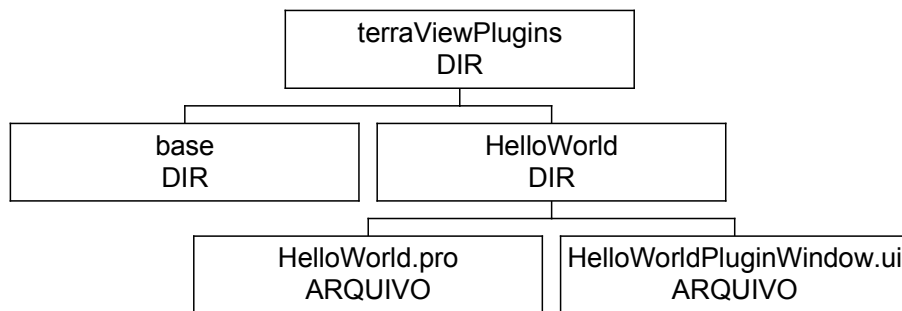 terraViewPlugins
DIR
base
DIR
HelloWorld
DIR
HelloWorld.pro
ARQUIVO
HelloWorldPluginWindow.ui
ARQUIVO